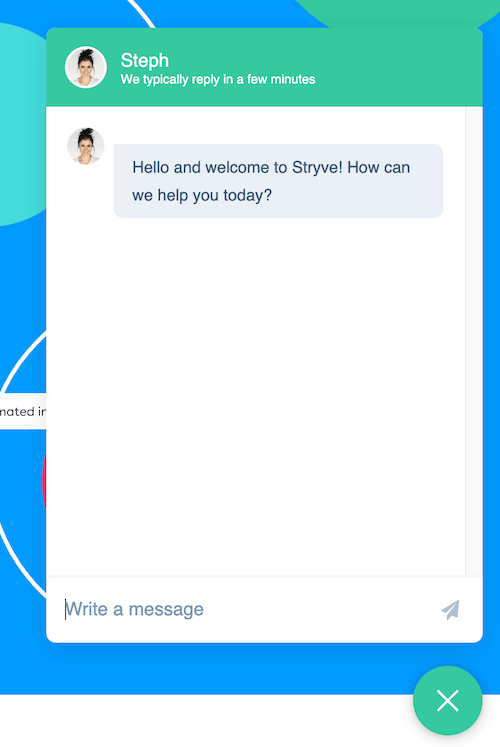 Steph
We typically reply in a few minutes
Hello and welcome to Stryve! How can
we help you today?
mated in
Write a message